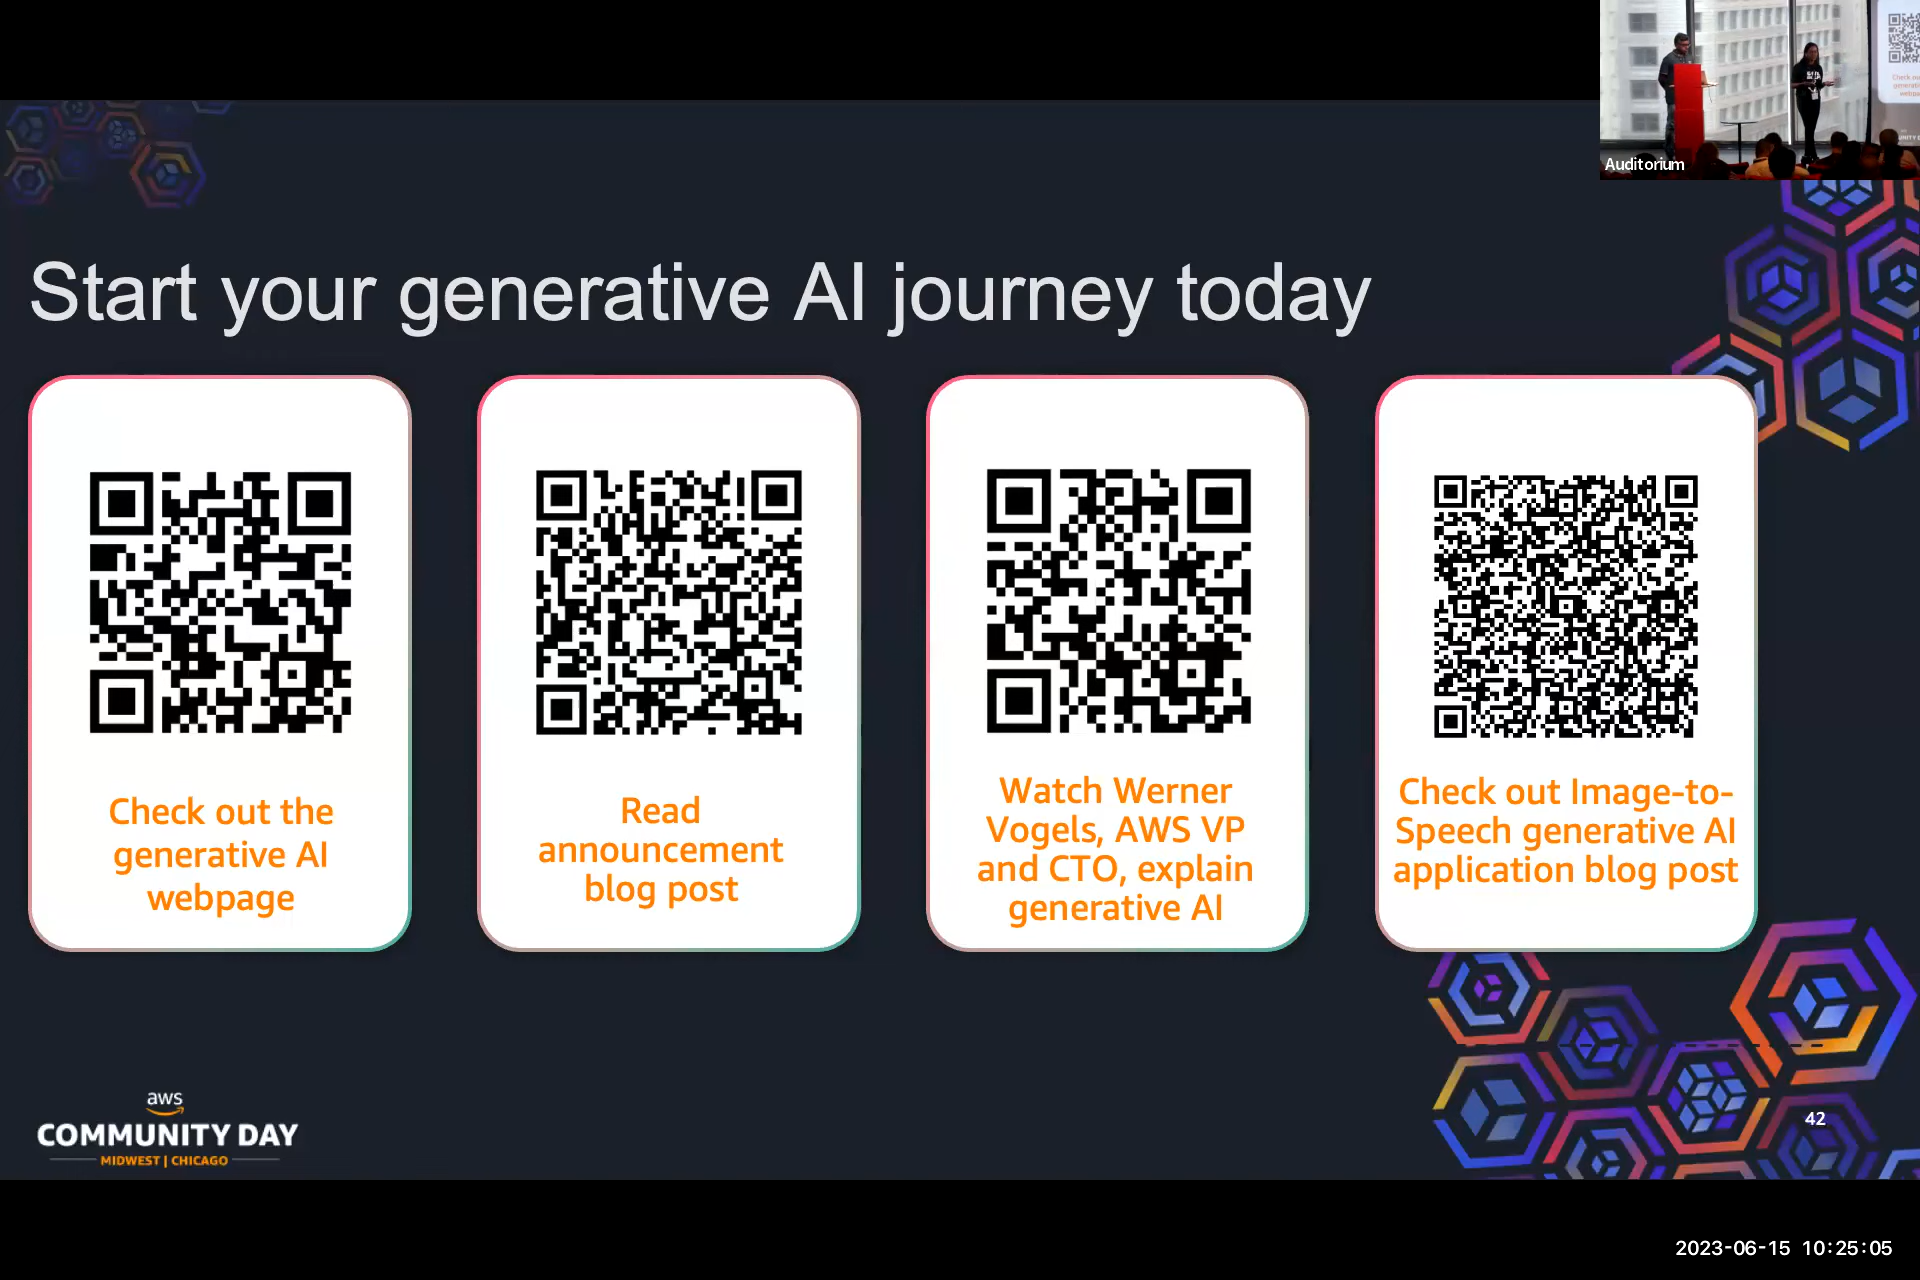 Auditorium
Start your generative AI journey today
Check out the
generative AI
webpage
Read
announcement
blog post
Watch Werner
Vogels, AWS VP
and CTO, explain
generative AI
Check out Image-to-
Speech generative AI
application blog post
aws
COMMUNITY DAY
MIDWEST | CHICAGO
42
2023-06-15 10:25:05